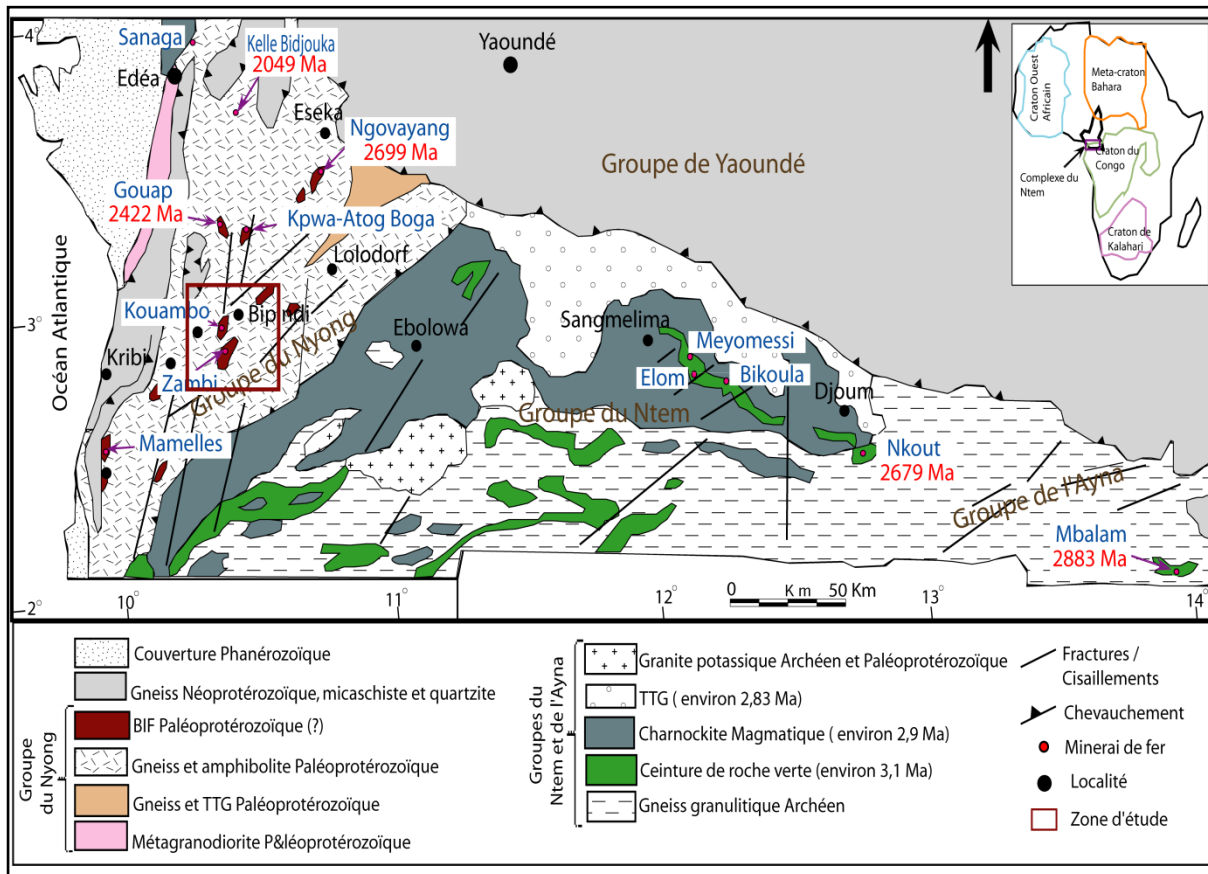 4°
3°
2°
Océan Atlantique
Sanaga
Edéa
Kelle Bidjouka
2049 Ma
Yaoundé
Eseka
Ngovayang
2699 Ma
Groupe de Yaoundé
Gouap
2422 Ma
Kpwa-Atog Boga
Lolodorf
Kouambo
Bipindi
Ebolowa
Sangmelima
Meyomessi
Kribi
Zambi
Groupe du Nyong
Elom
Bikoula
Djoum
Groupe du Ntem
Mamelles
Nkout
2679 Ma
Groupe de l'Ayna
Mbalam
2883 Ma
0 K m 50 Km
10°
11°
12°
13°
14°
Craton Ouest
Africain
Meta-craton
Bahara
Craton du
Congo
Complexe du
Ntem
Craton de
Kalahari
Groupe
du Nyong
Couverture Phanérozoïque
Gneiss Néoprotérozoïque, micaschiste et quartzite
BIF Paléoprotérozoïque (?)
Gneiss et amphibolite Paléoprotérozoïque
Gneiss et TTG Paléoprotérozoïque
Métagranodiorite P&léoprotérozoïque
Groupes du
Ntem et de l'Ayna
Granite potassique Archéen et Paléoprotérozoïque
TTG ( environ 2,83 Ma)
Charnockite Magmatique ( environ 2,9 Ma)
Ceinture de roche verte (environ 3,1 Ma)
Gneiss granulitique Archéen
Fractures /
Cisaillements
Chevauchement
Minerai de fer
Localité
Zone d'étude